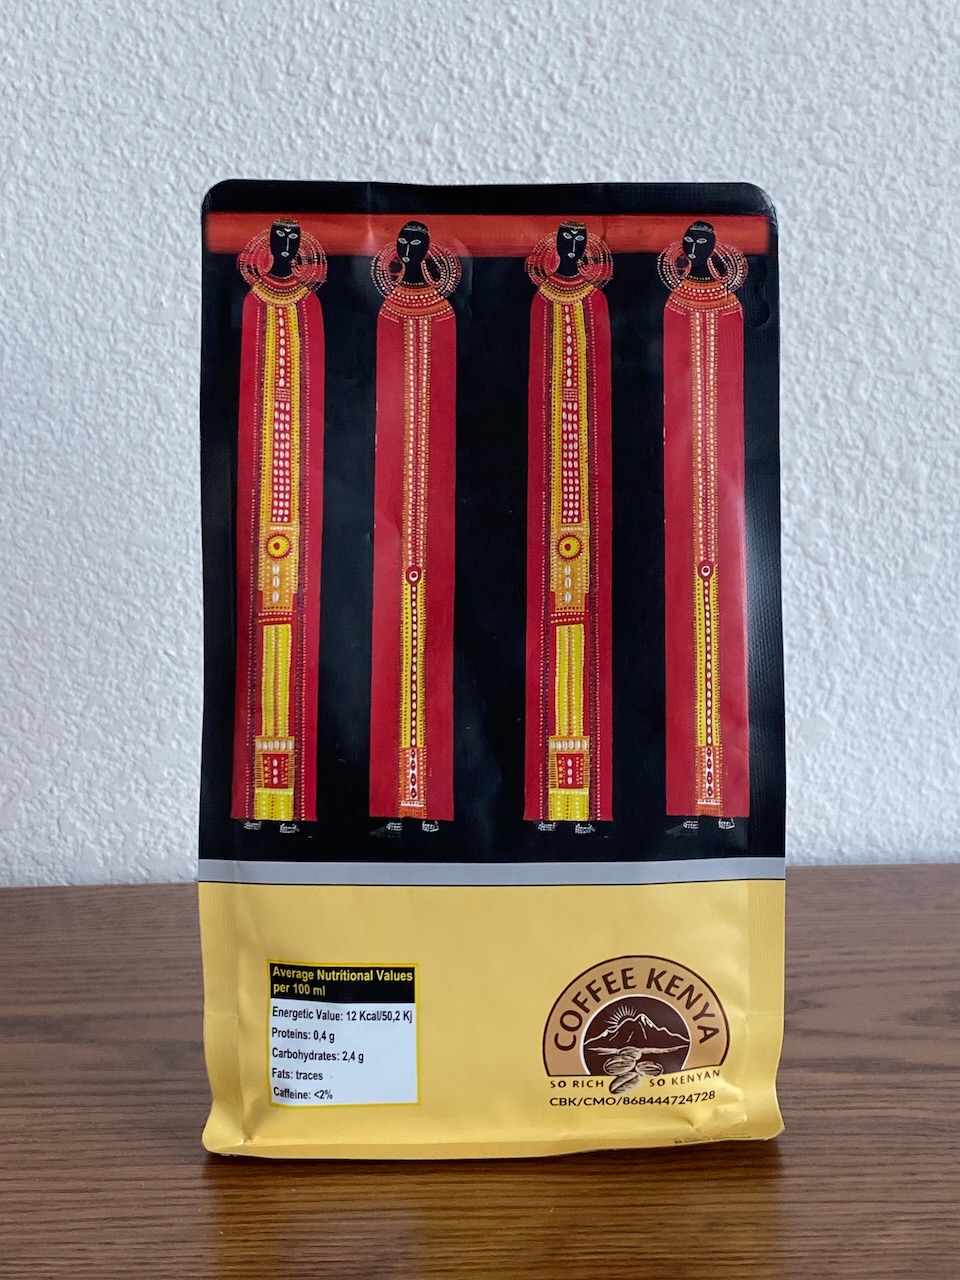 Average Nutritional Values
per 100 ml
Energetic Value: 12 Kcal/50,2 Kj
Proteins: 0,4 g
Carbohydrates: 2,4 g
Fats: traces
Caffeine: <2%
COFFEE KENYA
SO RICH SO KENYAN
CBK/CMO/868444724728